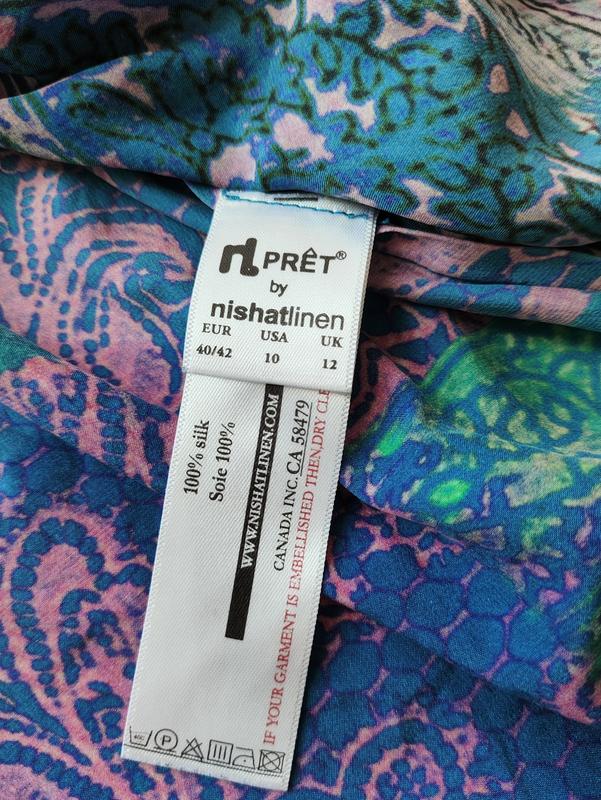 nl. PRÊT®
by
nishatlinen
EUR USA UK
40/42 10 12
100% silk
Soie 100%
WWW.NISHATLINEN.COM
CANADA INC. CA 58479
IF YOUR GARMENT IS EMBELLISHED THEN,DRY CLE
P